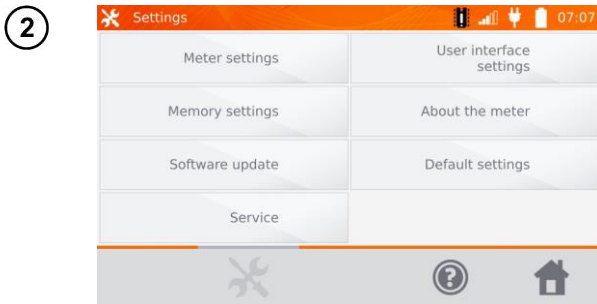 2
Settings
07:07
Meter settings
User interface
settings
Memory settings
About the meter
Software update
Default settings
Service
?